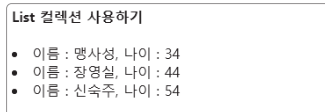 List 컬렉션 사용하기
• 이름 : 맹사성, 나이 : 34
• 이름 : 장영실, 나이 : 44
• 이름 : 신숙주, 나이 : 54